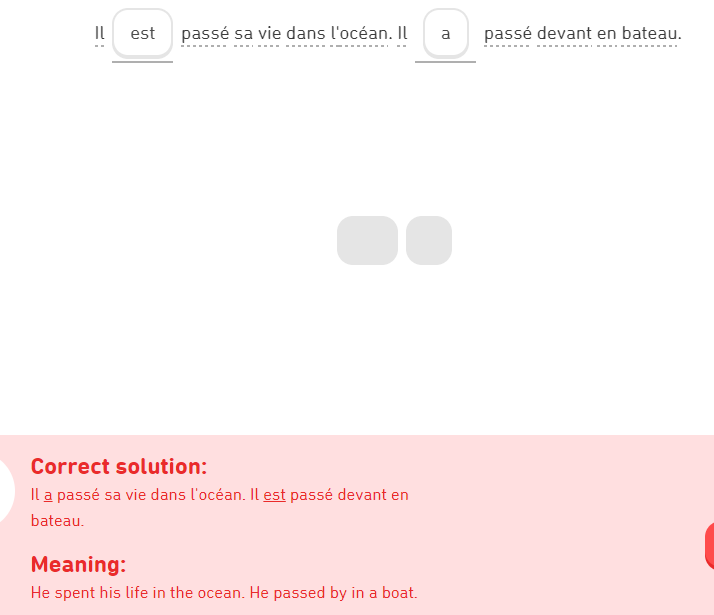 Il est passé sa vie dans l'océan. Il a passé devant en bateau.
Correct solution:
Il a passé sa vie dans l'océan. Il est passé devant en
bateau.
Meaning:
He spent his life in the ocean. He passed by in a boat.